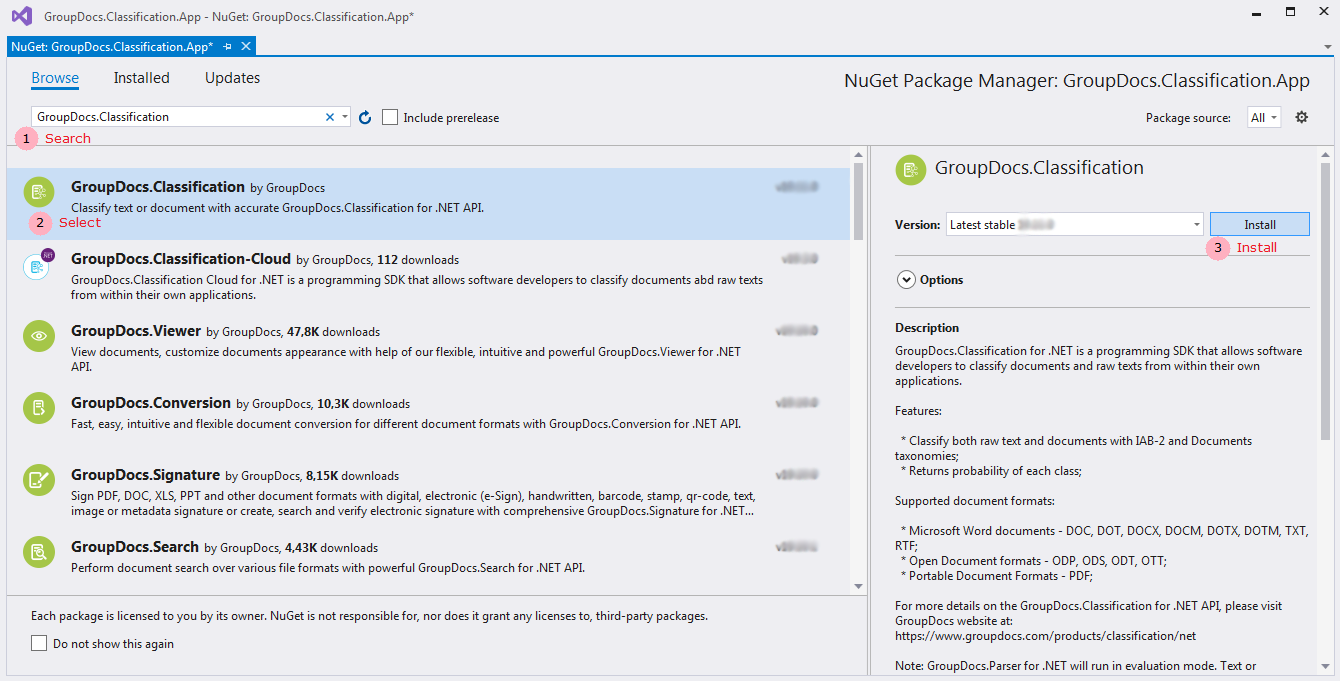 GroupDocs.Classification.App - NuGet: GroupDocs.Classification.App*
NuGet: GroupDocs.Classification.App*
Browse Installed Updates
NuGet Package Manager: GroupDocs.Classification.App
GroupDocs.Classification
Include prerelease
Package source: All
1 Search
GroupDocs.Classification by GroupDocs
Classify text or document with accurate GroupDocs.Classification for .NET API.
2 Select
GroupDocs.Classification-Cloud by GroupDocs, 112 downloads
GroupDocs.Classification Cloud for .NET is a programming SDK that allows software developers to classify documents abd raw texts
from within their own applications.
GroupDocs.Viewer by GroupDocs, 47,8K downloads
View documents, customize documents appearance with help of our flexible, intuitive and powerful GroupDocs.Viewer for .NET
API.
GroupDocs.Conversion by GroupDocs, 10,3K downloads
Fast, easy, intuitive and flexible document conversion for different document formats with GroupDocs.Conversion for .NET API.
GroupDocs.Signature by GroupDocs, 8,15K downloads
Sign PDF, DOC, XLS, PPT and other document formats with digital, electronic (e-Sign), handwritten, barcode, stamp, qr-code, text,
image or metadata signature or create, search and verify electronic signature with comprehensive GroupDocs.Signature for .NET...
GroupDocs.Search by GroupDocs, 4,43K downloads
Perform document search over various file formats with powerful GroupDocs.Search for .NET API.
Each package is licensed to you by its owner. NuGet is not responsible for, nor does it grant any licenses to, third-party packages.
Do not show this again
GroupDocs.Classification
Version: Latest stable
Install
3 Install
Options
Description
GroupDocs.Classification for .NET is a programming SDK that allows software
developers to classify documents and raw texts from within their own
applications.
Features:
* Classify both raw text and documents with IAB-2 and Documents
taxonomies;
* Returns probability of each class;
Supported document formats:
* Microsoft Word documents - DOC, DOT, DOCX, DOCM, DOTX, DOTM, TXT,
RTF;
* Open Document formats - ODP, ODS, ODT, OTT;
* Portable Document Formats - PDF;
For more details on the GroupDocs.Classification for .NET API, please visit
GroupDocs website at:
https://www.groupdocs.com/products/classification/net
Note: GroupDocs.Parser for .NET will run in evaluation mode. Text or